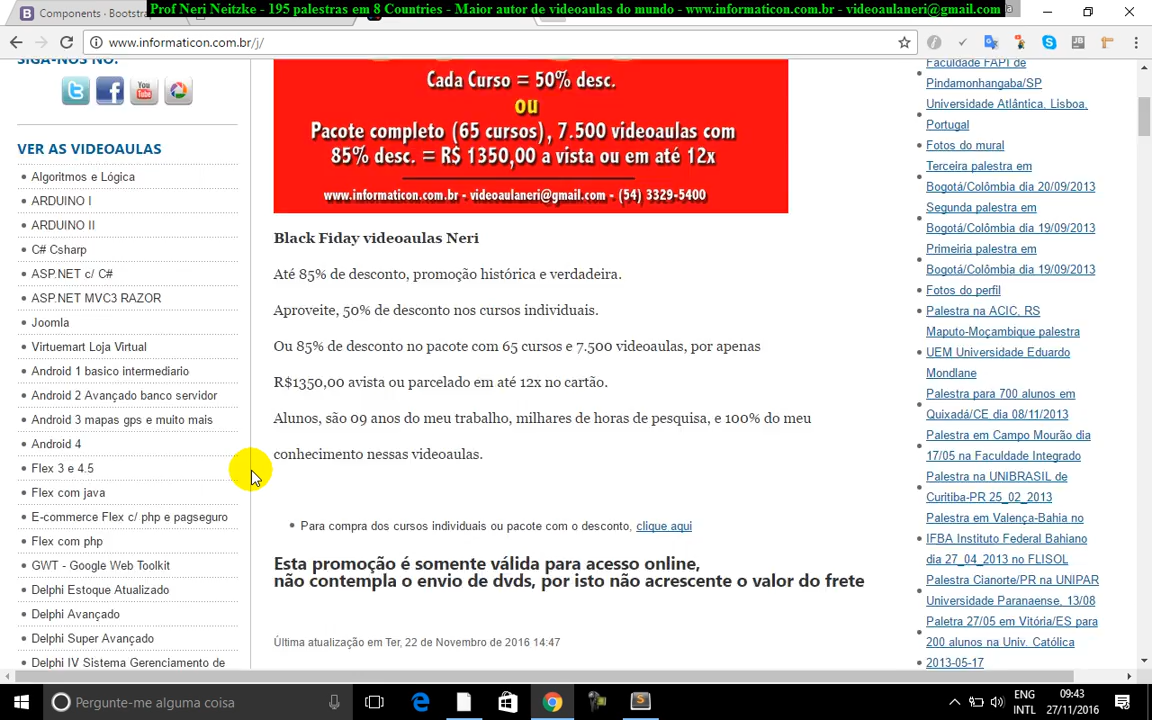 Prof Neri Neitzke - 195 palestras em 8 Countries - Maior autor de videoaulas do mundo - www.informaticon.com.br - videoaulaneri@gmail.com
Components - Bootstrap
www.informaticon.com.br/j/
SIGA-NOS NO:
You
Tube
VER AS VIDEOAULAS
Algoritmos e Lógica
ARDUINO I
ARDUINO II
C# Csharp
ASP.NET c/ C#
ASP.NET MVC3 RAZOR
Joomla
Virtuemart Loja Virtual
Android 1 basico intermediario
Android 2 Avançado banco servidor
Android 3 mapas gps e muito mais
Android 4
Flex 3 e 4.5
Flex com java
E-commerce Flex c/ php e pagseguro
Flex com php
GWT - Google Web Toolkit
Delphi Estoque Atualizado
Delphi Avançado
Delphi Super Avançado
Delphi IV Sistema Gerenciamento de
Cada Curso = 50% desc.
ou
Pacote completo (65 cursos), 7.500 videoaulas com
85% desc. = R$ 1350,00 a vista ou em até 12x
www.informaticon.com.br - videoaulaneri@gmail.com - (54) 3329-5400
Black Fiday videoaulas Neri
Até 85% de desconto, promoção histórica e verdadeira.
Aproveite, 50% de desconto nos cursos individuais.
Ou 85% de desconto no pacote com 65 cursos e 7.500 videoaulas, por apenas
R$1350,00 avista ou parcelado em até 12x no cartão.
Alunos, são 09 anos do meu trabalho, milhares de horas de pesquisa, e 100% do meu
conhecimento nessas videoaulas.
Para compra dos cursos individuais ou pacote com o desconto, clique aqui
Esta promoção é somente válida para acesso online,
não contempla o envio de dvds, por isto não acrescente o valor do frete
Última atualização em Ter, 22 de Novembro de 2016 14:47
Faculdade FAPI de
Pindamonhangaba/SP
Universidade Atlântica, Lisboa,
Portugal
Fotos do mural
Terceira palestra em
Bogotá/Colômbia dia 20/09/2013
Segunda palestra em
Bogotá/Colômbia dia 19/09/2013
Primeiria palestra em
Bogotá/Colômbia dia 19/09/2013
Fotos do perfil
Palestra na ACIC, RS
Maputo-Moçambique palestra
UEM Universidade Eduardo
Mondlane
Palestra para 700 alunos em
Quixadá/CE dia 08/11/2013
Palestra em Campo Mourão dia
17/05 na Faculdade Integrado
Palestra na UNIBRASIL de
Curitiba-PR 25_02_2013
Palestra em Valença-Bahia no
IFBA Instituto Federal Bahiano
dia 27_04_2013 no FLISOL
Palestra Cianorte/PR na UNIPAR
Universidade Paranaense, 13/08
Paletra 27/05 em Vitória/ES para
200 alunos na Univ. Católica
2013-05-17
Pergunte-me alguma coisa
ENG
INTL
09:43
27/11/2016